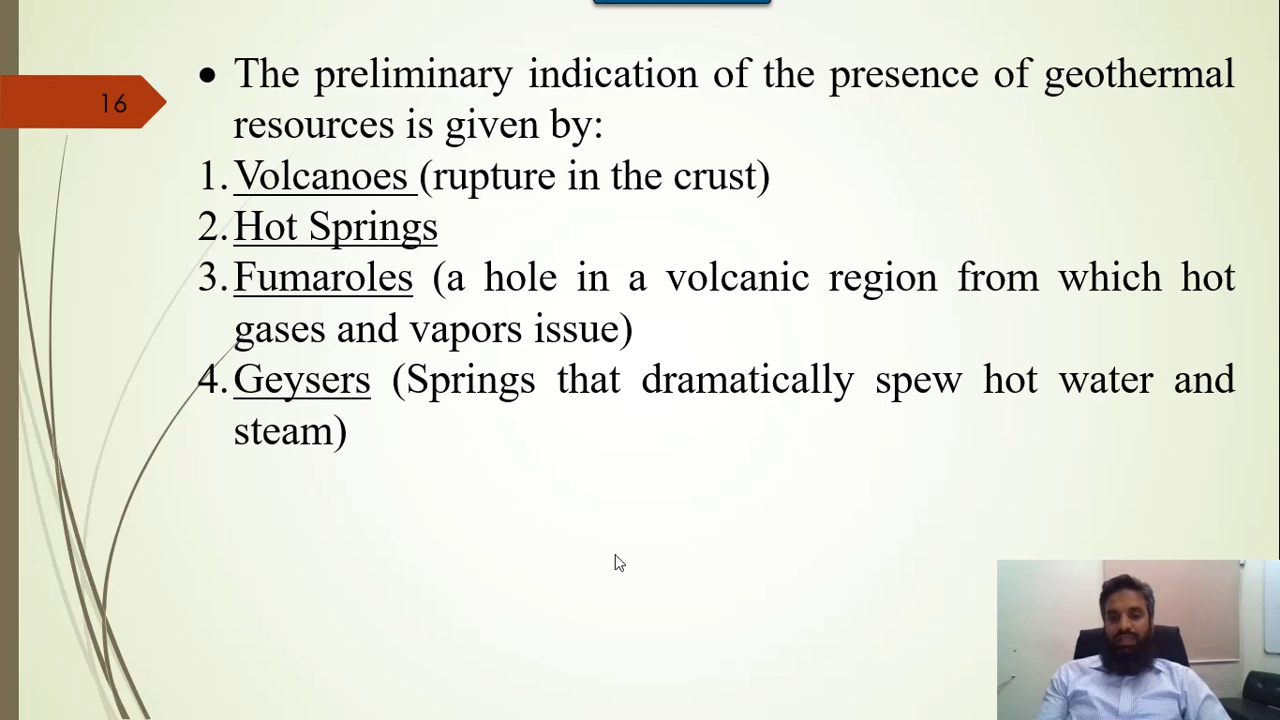 16
• The preliminary indication of the presence of geothermal
resources is given by:
1. Volcanoes (rupture in the crust)
2. Hot Springs
3. Fumaroles (a hole in a volcanic region from which hot
gases and vapors issue)
4. Geysers (Springs that dramatically spew hot water and
steam)